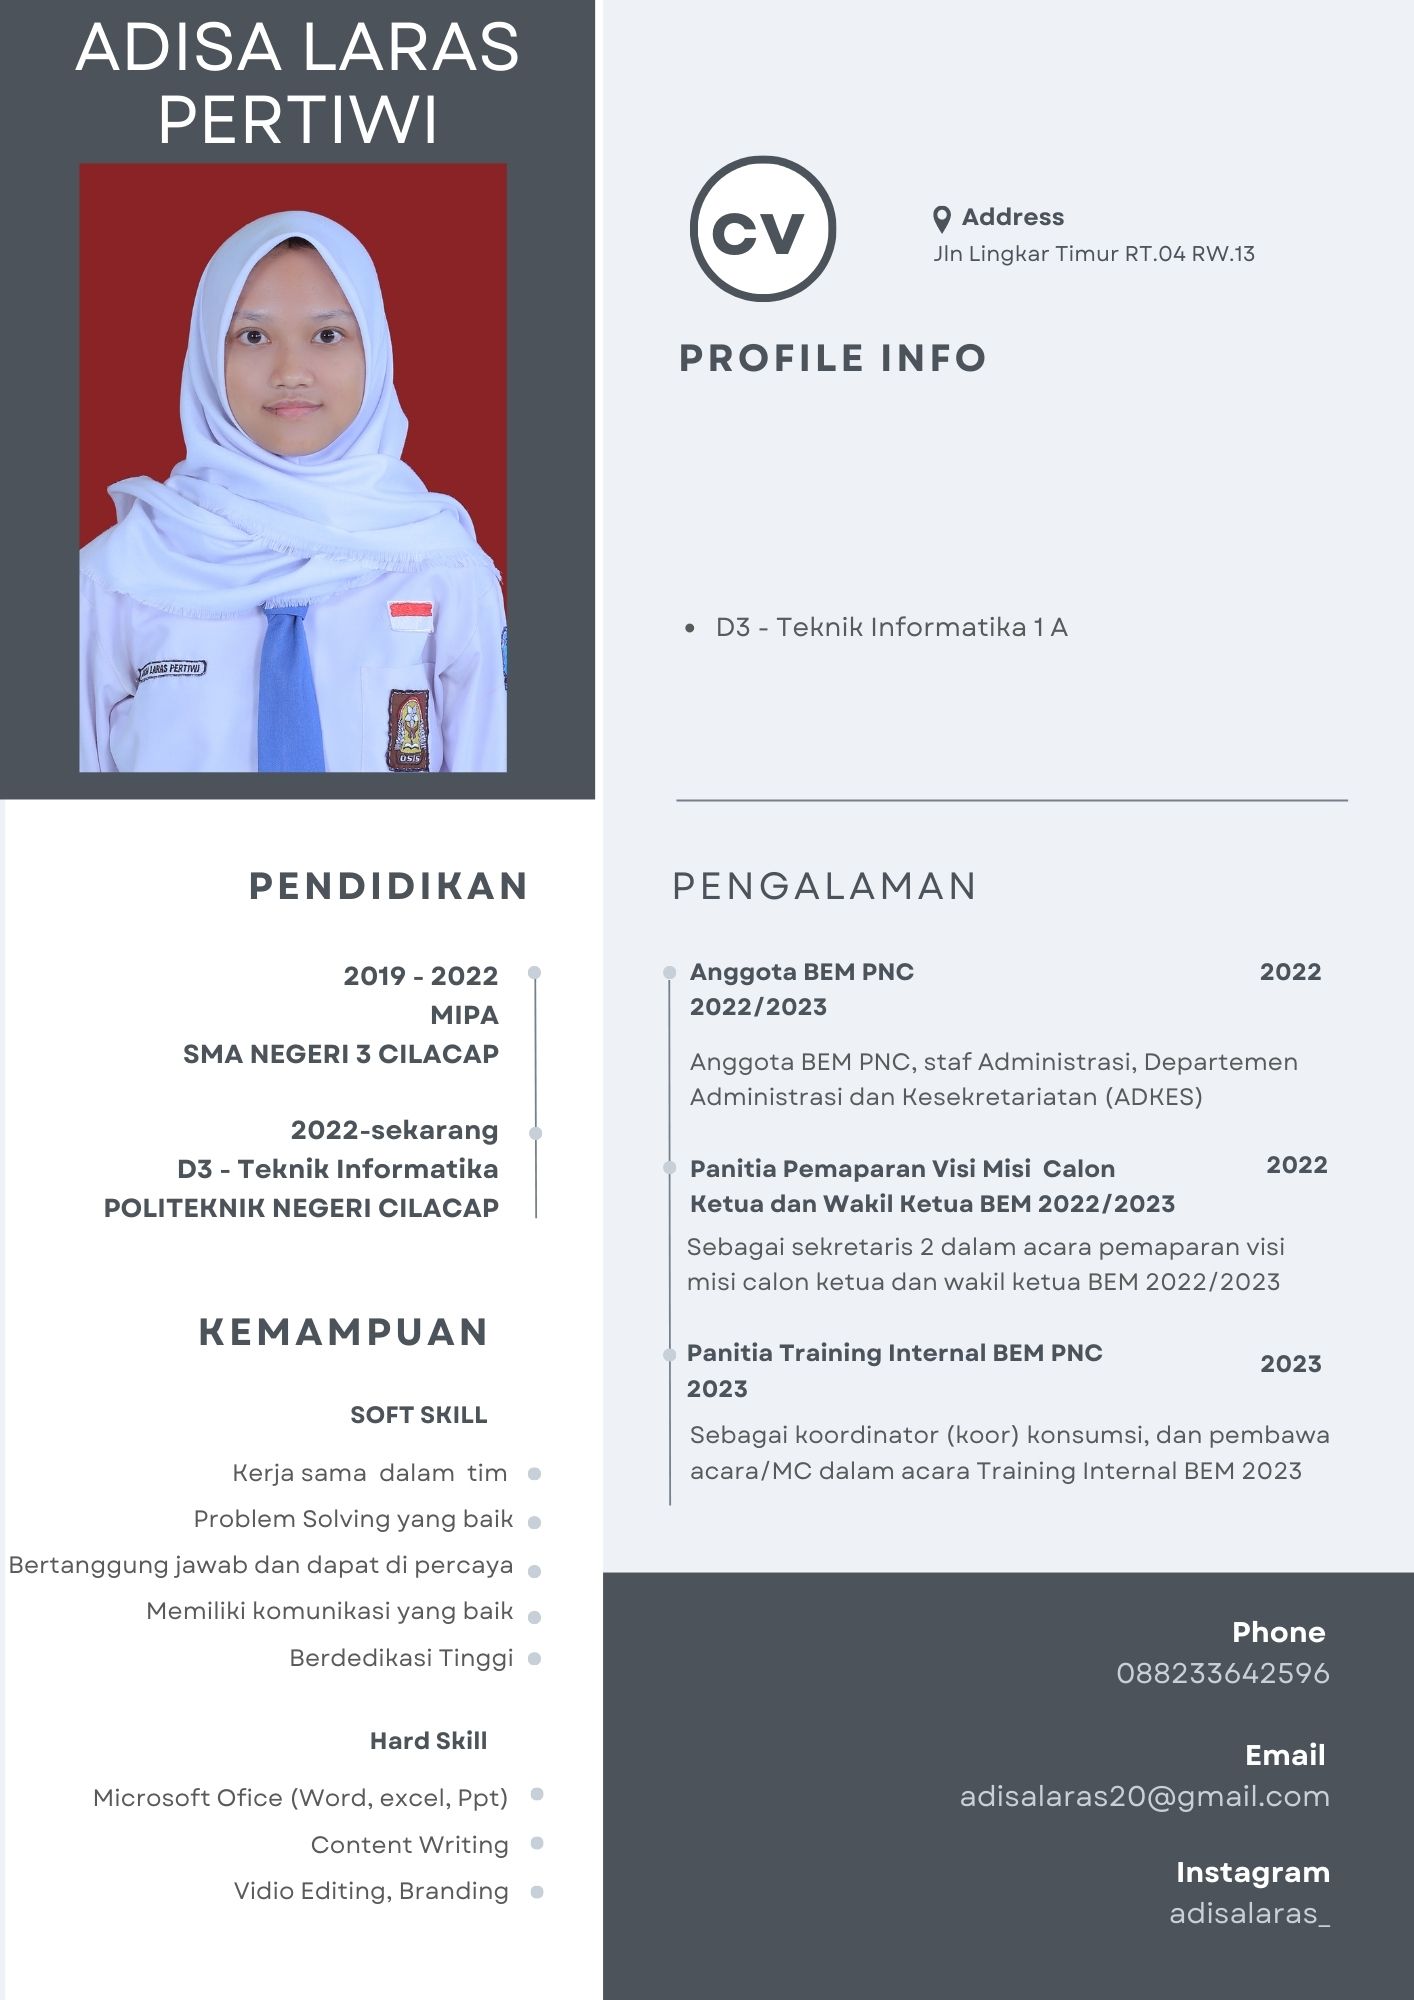 ADISA LARAS
PERTIWI
LARAS PERTIWI
OSIS
CV
Address
Jln Lingkar Timur RT.04 RW.13
PROFILE INFO
• D3 - Teknik Informatika 1 A
PENDIDIKAN
2019 - 2022
MIPA
SMA NEGERI 3 CILACAP
2022-sekarang
D3 - Teknik Informatika
POLITEKNIK NEGERI CILACAP
KEMAMPUAN
SOFT SKILL
Kerja sama  dalam  tim
Problem Solving yang baik
Bertanggung jawab dan dapat di percaya
Memiliki komunikasi yang baik
Berdedikasi Tinggi
Hard Skill
Microsoft Ofice (Word, excel, Ppt)
Content Writing
Vidio Editing, Branding
PENGALAMAN
Anggota BEM PNC 2022
2022/2023
Anggota BEM PNC, staf Administrasi, Departemen
Administrasi dan Kesekretariatan (ADKES)
Panitia Pemaparan Visi Misi  Calon 2022
Ketua dan Wakil Ketua BEM 2022/2023
Sebagai sekretaris 2 dalam acara pemaparan visi
misi calon ketua dan wakil ketua BEM 2022/2023
Panitia Training Internal BEM PNC 2023
2023
Sebagai koordinator (koor) konsumsi, dan pembawa
acara/MC dalam acara Training Internal BEM 2023
Phone
088233642596
Email
adisalaras20@gmail.com
Instagram
adisalaras_